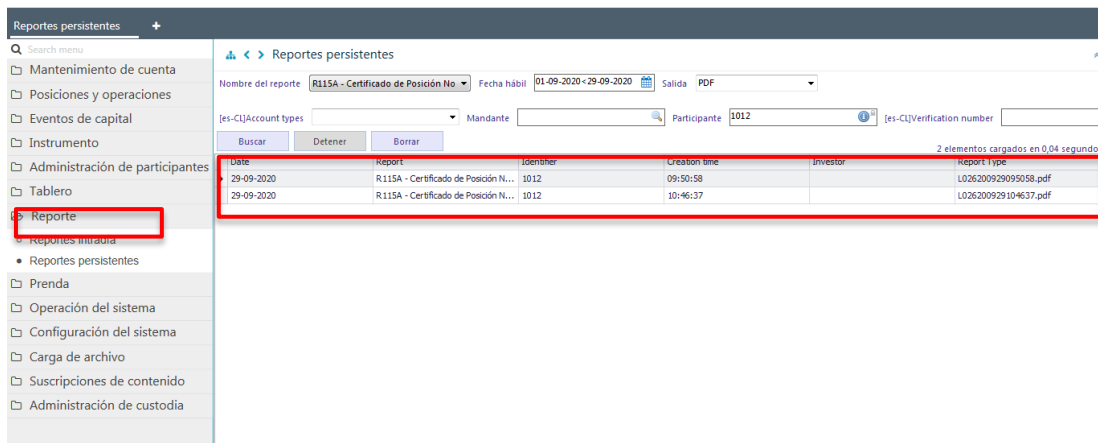 Reportes persistentes +
Search menu
Mantenimiento de cuenta
Posiciones y operaciones
Eventos de capital
Instrumento
Administración de participantes
Tablero
Reporte
Reportes intradía
Reportes persistentes
Prenda
Operación del sistema
Configuración del sistema
Carga de archivo
Suscripciones de contenido
Administración de custodia
Reportes persistentes
Nombre del reporte R115A - Certificado de Posición No Fecha hábil 01-09-2020<29-09-2020 Salida PDF
[es-CL]Account types Mandante Participante 1012 [es-CL]Verification number
Buscar Detener Borrar
2 elementos cargados en 0,04 segundo
Date Report Identifier Creation time Investor Report Type
29-09-2020 R115A - Certificado de Posición N... 1012 09:50:58 L026200929095058.pdf
29-09-2020 R115A - Certificado de Posición N... 1012 10:46:37 L026200929104637.pdf